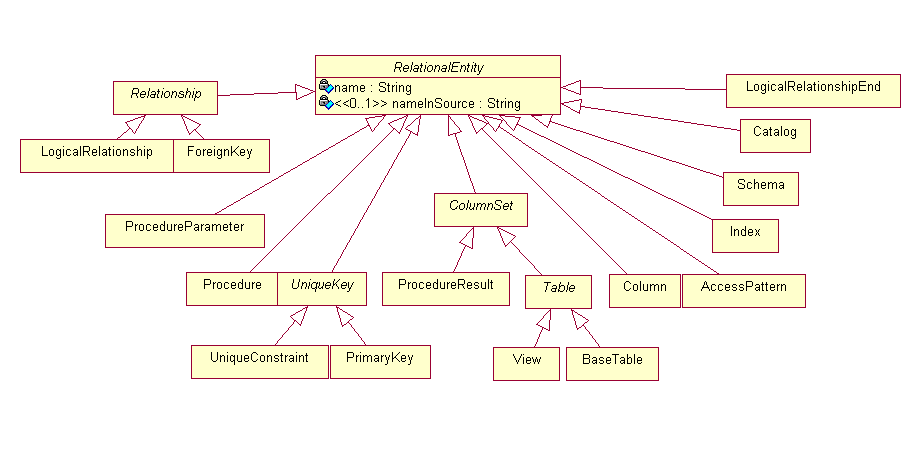 RelationalEntity
name : String
<<0..1>> nameInSource : String
Relationship
LogicalRelationshipEnd
Catalog
LogicalRelationship
ForeignKey
Schema
ColumnSet
ProcedureParameter
Index
Procedure
UniqueKey
ProcedureResult
Table
Column
AccessPattern
UniqueConstraint
PrimaryKey
View
BaseTable